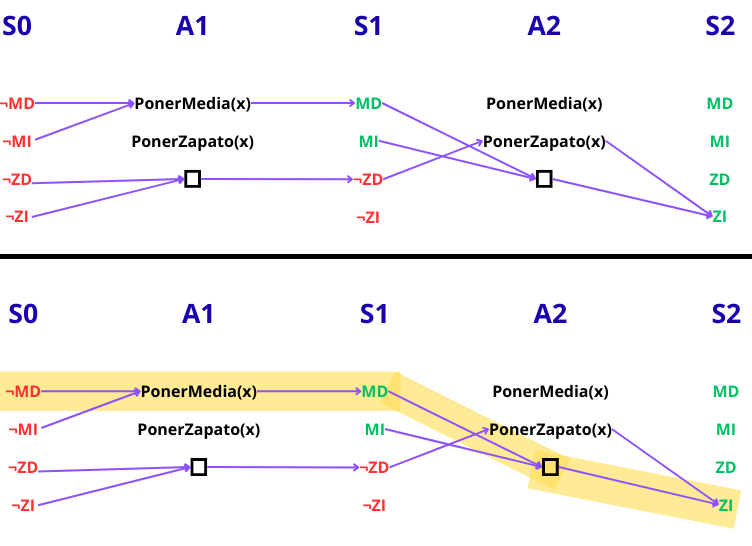 S0 A1 S1 A2 S2
¬MD PonerMedia(x) MD PonerMedia(x) MD
¬MI PonerZapato(x) MI PonerZapato(x) MI
¬ZD ¬ZD ZD
¬ZI ¬ZI ZI
S0 A1 S1 A2 S2
¬MD PonerMedia(x) MD PonerMedia(x) MD
¬MI PonerZapato(x) MI PonerZapato(x) MI
¬ZD ¬ZD ZD
¬ZI ¬ZI ZI